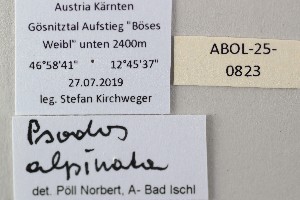 Austria Kärnten
Gösnitztal Aufstieg "Böses
Weibl" unten 2400m
46°58'41" ° 12°45'37"
27.07.2019
leg. Stefan Kirchweger
ABOL-25-
0823
Psodos
alpinata
det. Pöll Norbert, A- Bad Ischl